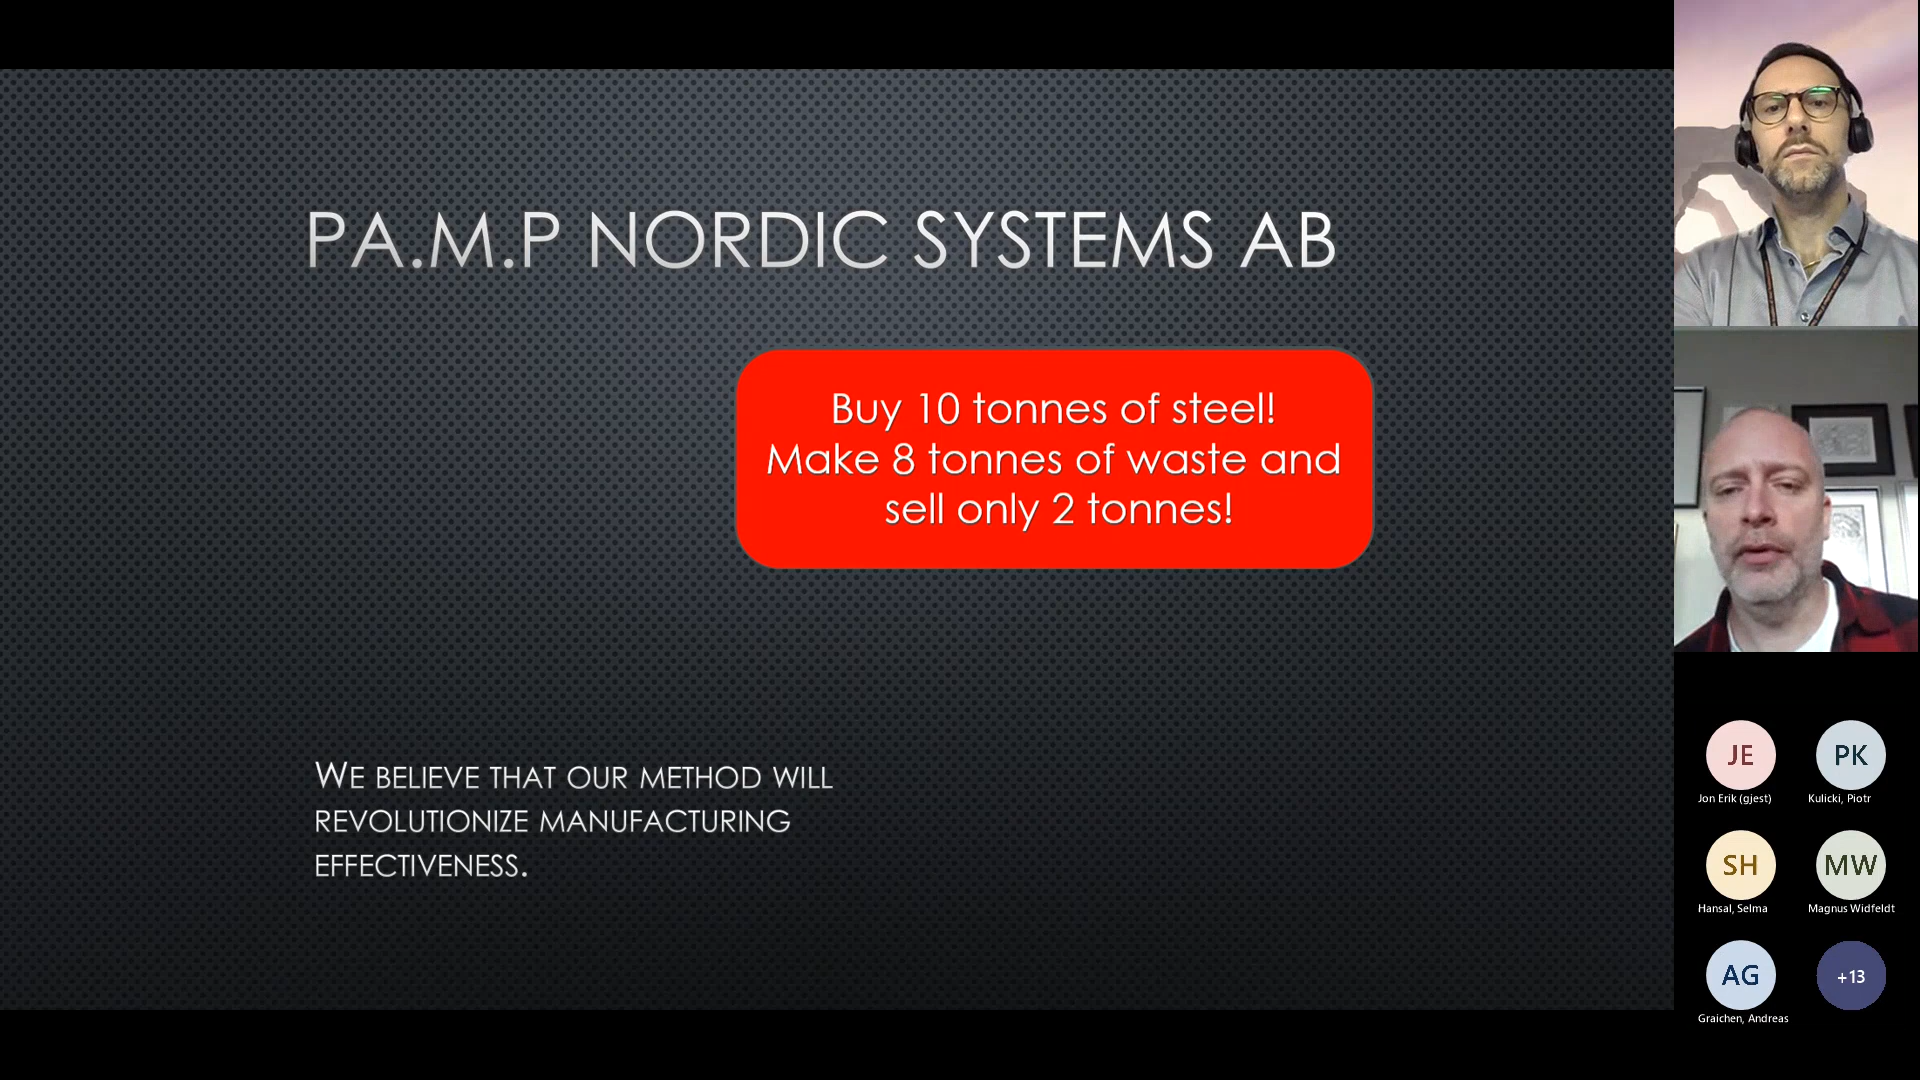 PA.M.P NORDIC SYSTEMS AB
Buy 10 tonnes of steel!
Make 8 tonnes of waste and
sell only 2 tonnes!
WE BELIEVE THAT OUR METHOD WILL
REVOLUTIONIZE MANUFACTURING
EFFECTIVENESS.
JE
PK
Jon Erik (gjest)
Kulicki, Piotr
SH
MW
Hansal, Selma
Magnus Widfeldt
AG
+13
Graichen, Andreas